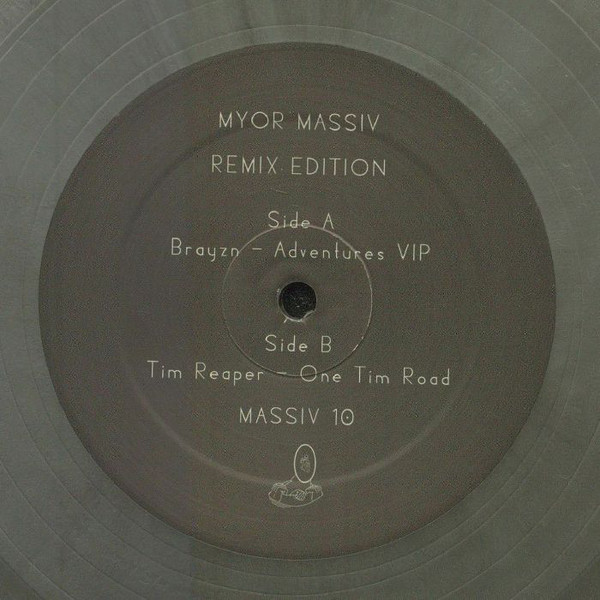 MYOR MASSIV
REMIX EDITION
Side A
Brayzn - Adventures VIP
Side B
Tim Reaper - One Tim Road
MASSIV 10